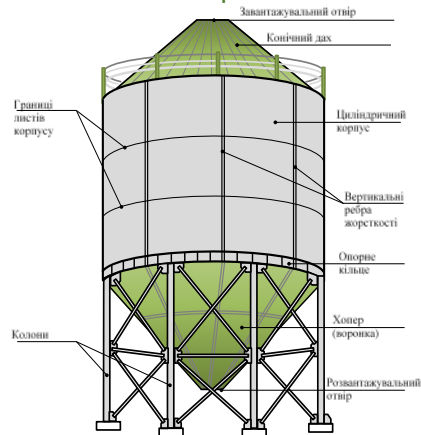 Завантажувальний отвір
Конічний дах
Границі
листів
корпусу
Циліндричний
корпус
Вертикальні
ребра
жорсткості
Опорне
кільце
Хопер
(воронка)
Колони
Розвантажувальний
отвір